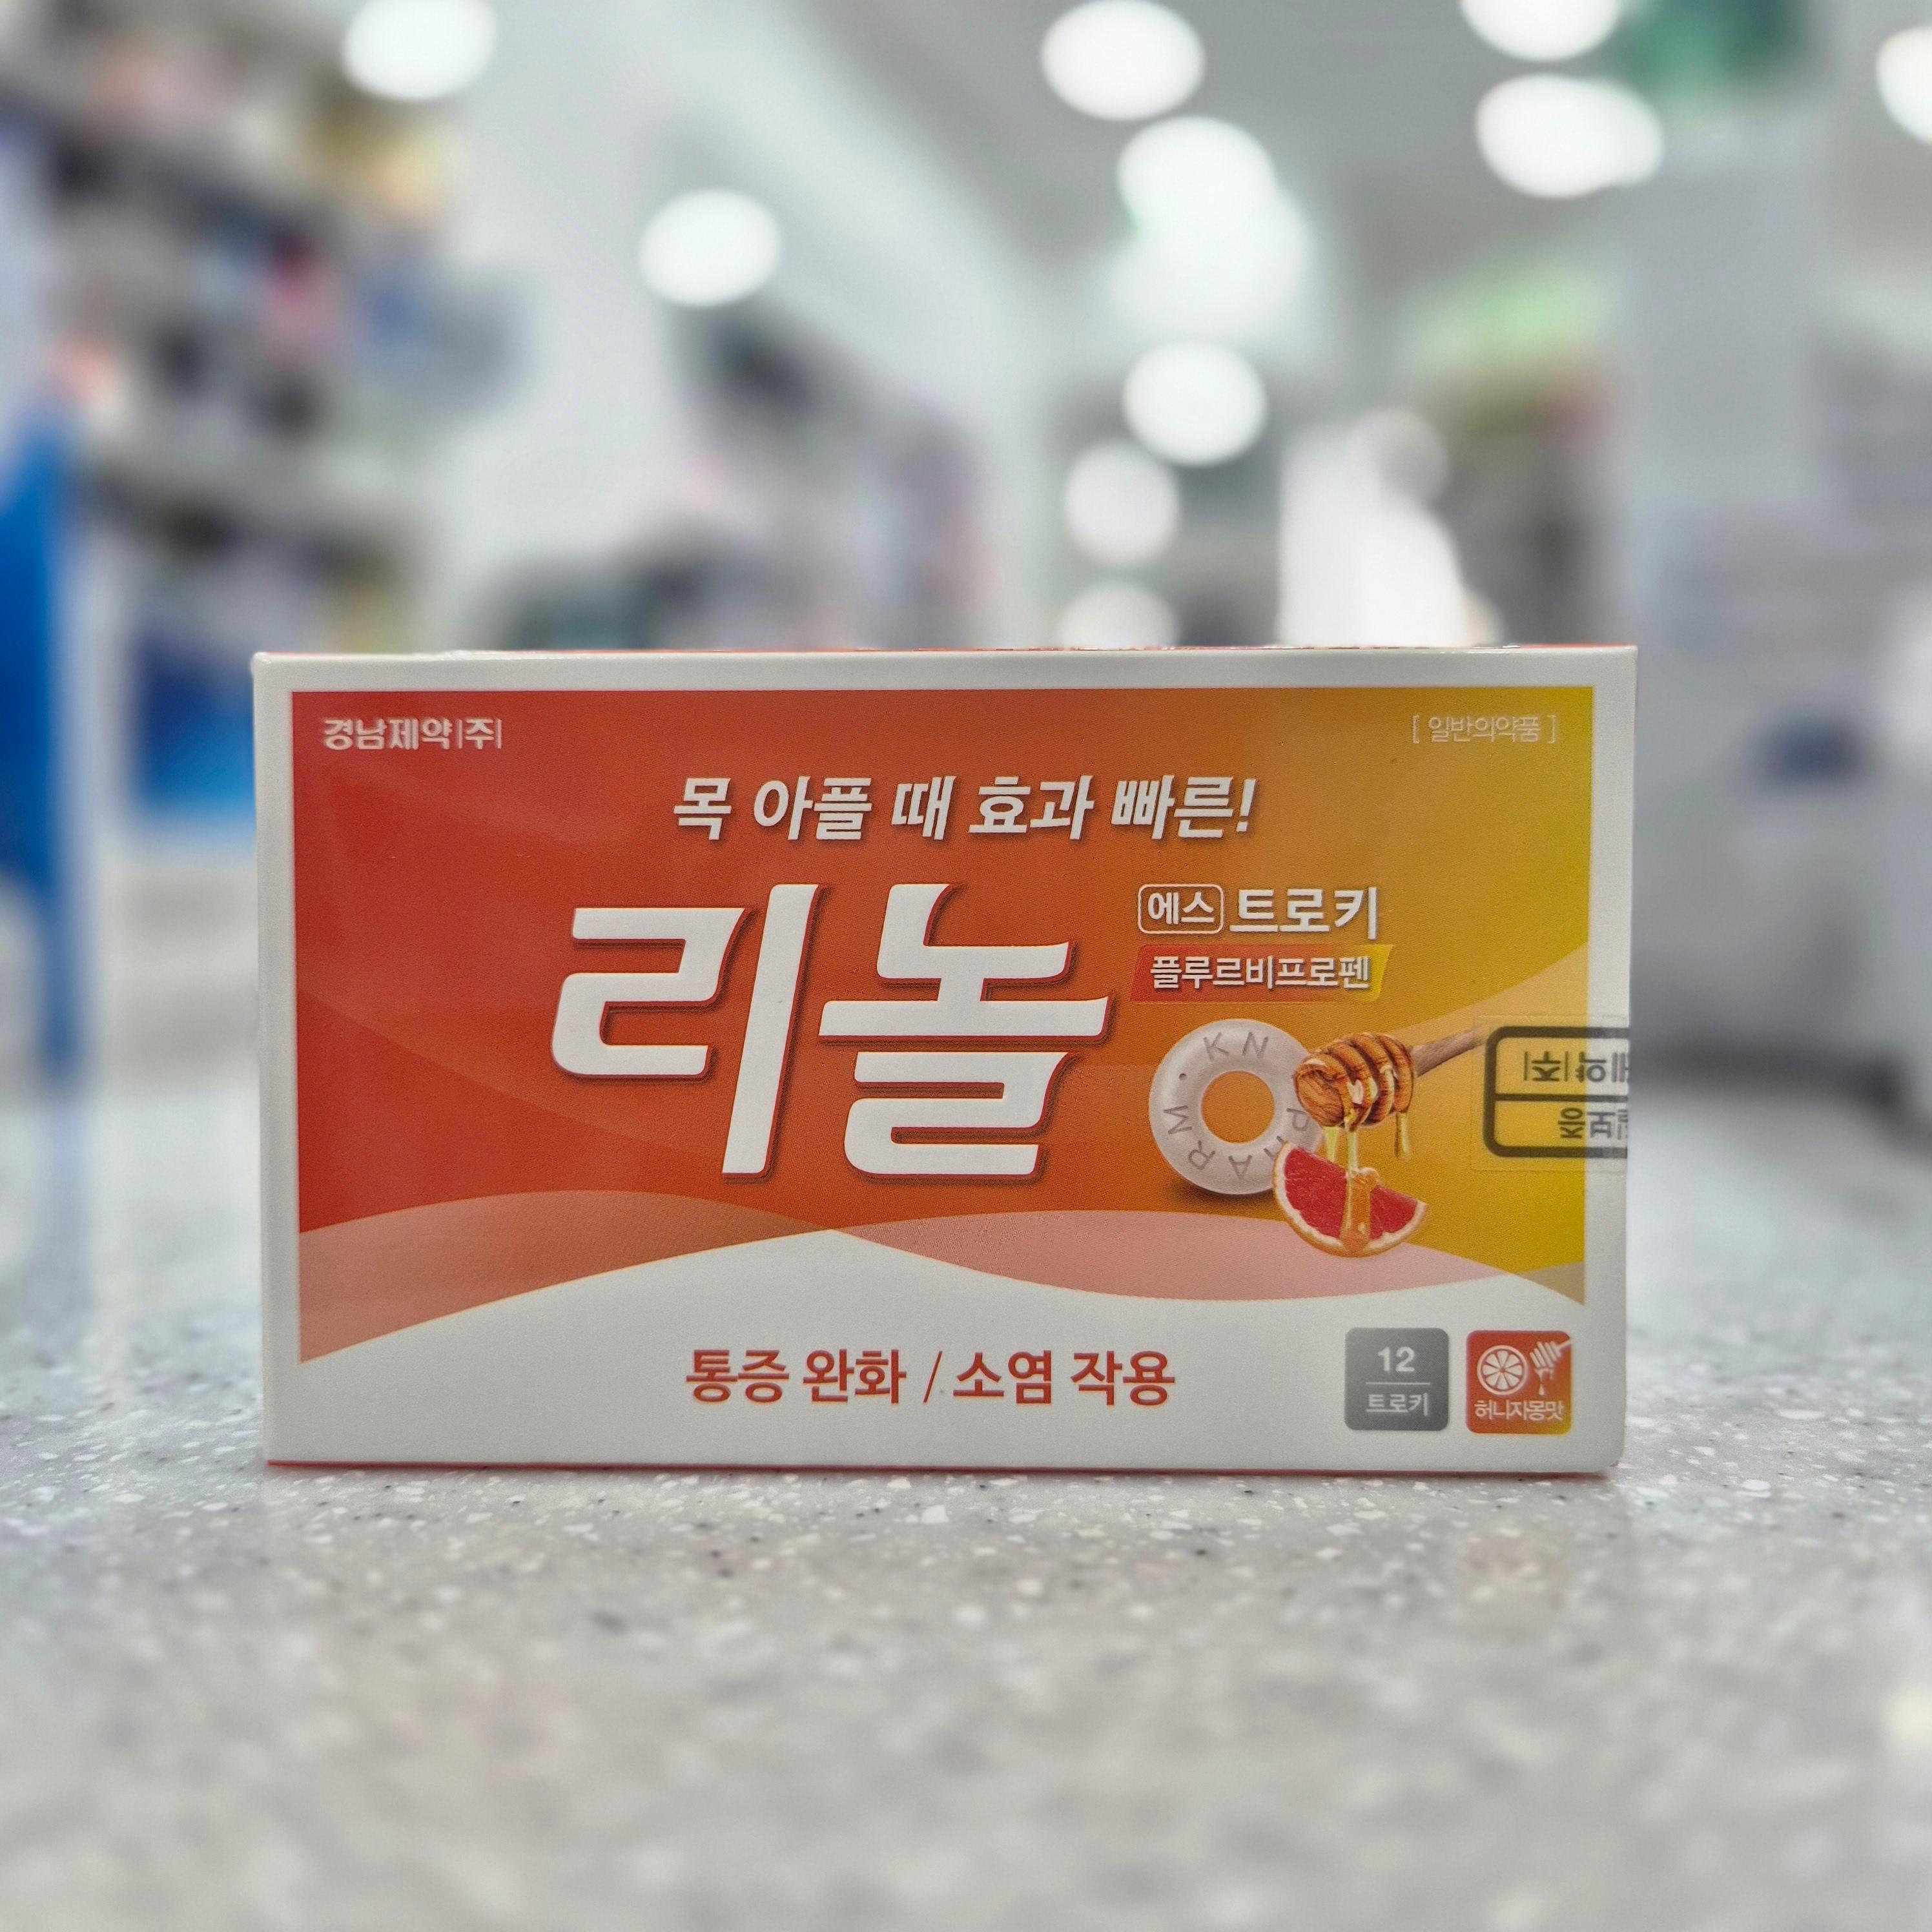 경남제약(주)
[ 일반의약품 ]
목 아플 때 효과 빠른!
리놀
에스 트로키
플루르비프로펜
KN PHARM.
통증 완화 / 소염 작용
12
트로키
허니자몽맛